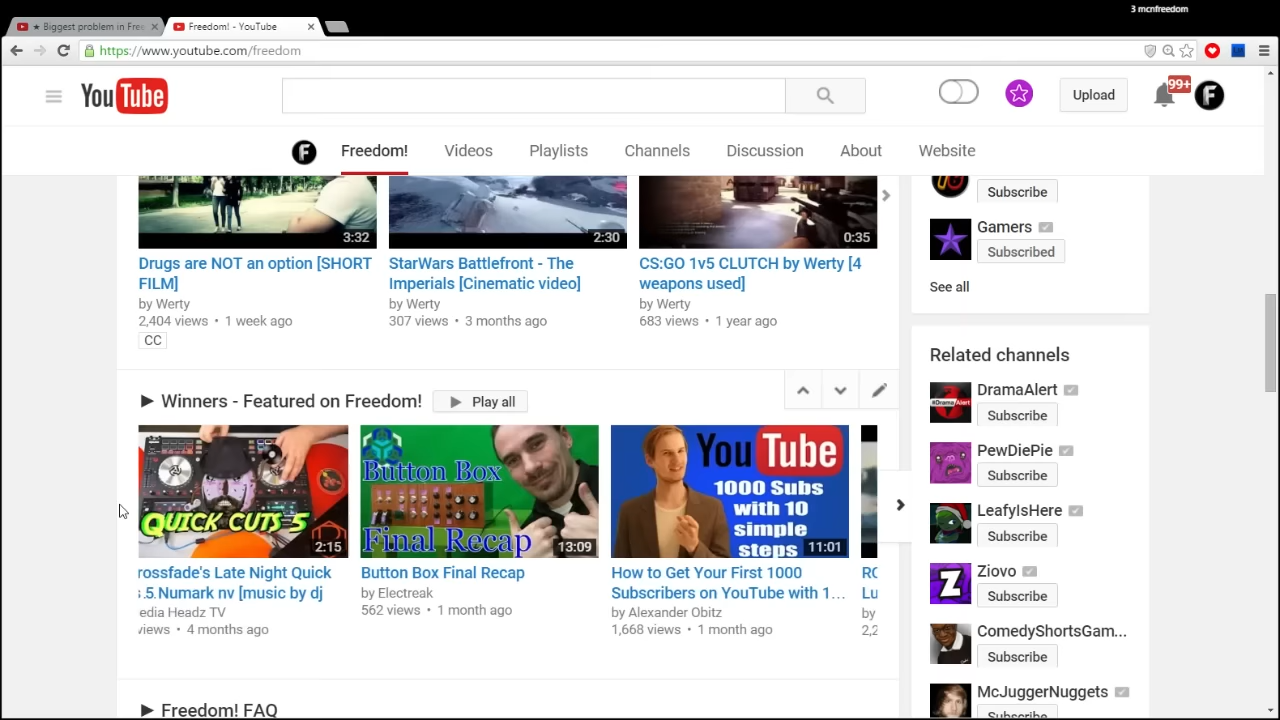 3 mcnfreedom
★ Biggest problem in Free
Freedom! - YouTube
https://www.youtube.com/freedom
YouTube
Upload
99+
F
F
Freedom!
Videos
Playlists
Channels
Discussion
About
Website
3:32
2:30
0:35
Drugs are NOT an option [SHORT
FILM]
by Werty
2,404 views • 1 week ago
CC
StarWars Battlefront - The
Imperials [Cinematic video]
by Werty
307 views • 3 months ago
CS:GO 1v5 CLUTCH by Werty [4
weapons used]
by Werty
683 views • 1 year ago
► Winners - Featured on Freedom!
Play all
QUICK CUTS 5
2:15
rossfade's Late Night Quick
s.5.Numark nv [music by dj
edia Headz TV
views • 4 months ago
Button Box
Final Recap
13:09
Button Box Final Recap
by Electreak
562 views • 1 month ago
YouTube
1000 Subs
with 10
simple
steps
11:01
How to Get Your First 1000
Subscribers on YouTube with 1...
by Alexander Obitz
1,668 views • 1 month ago
Lu
by
2,2
► Freedom! FAQ
Subscribe
Gamers
Subscribed
See all
Related channels
#DramaAlert
DramaAlert
Subscribe
PewDiePie
Subscribe
LeafyIsHere
Subscribe
Z
Ziovo
Subscribe
ComedyShortsGam...
Subscribe
McJuggerNuggets
Subscribe